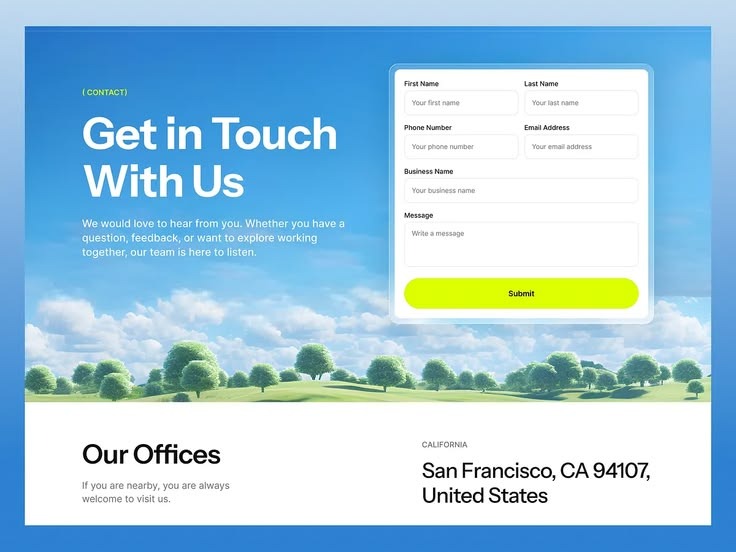 ( CONTACT)
Get in Touch
With Us
We would love to hear from you. Whether you have a
question, feedback, or want to explore working
together, our team is here to listen.
First Name
Last Name
Your first name
Your last name
Phone Number
Email Address
Your phone number
Your email address
Business Name
Your business name
Message
Write a message
Submit
Our Offices
If you are nearby, you are always
welcome to visit us.
CALIFORNIA
San Francisco, CA 94107,
United States